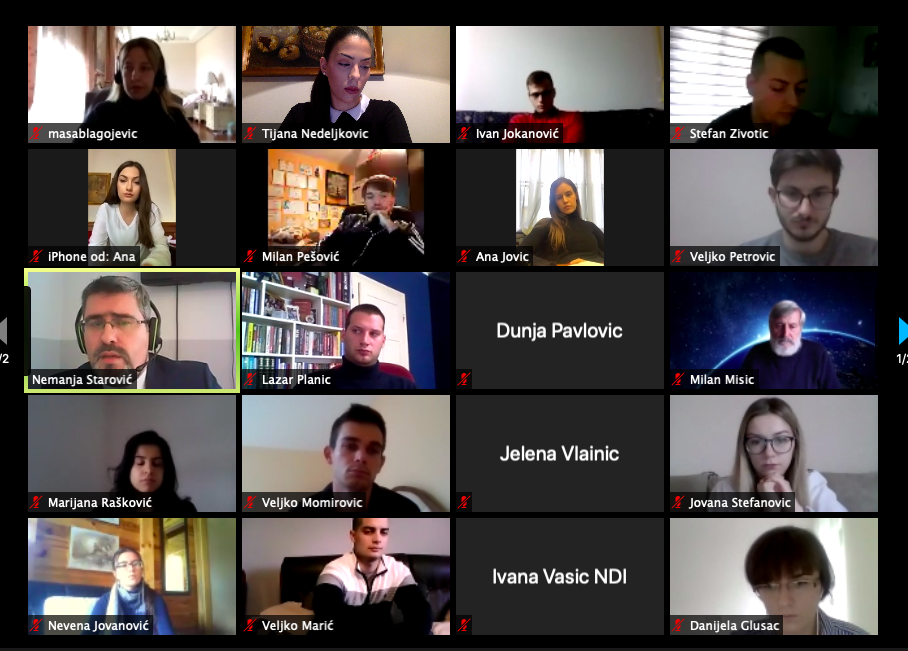 masablagojevic
Tijana Nedeljkovic
Ivan Jokanović
Stefan Zivotic
iPhone od: Ana
Milan Pešović
Ana Jovic
Veljko Petrovic
Nemanja Starović
Lazar Planic
Dunja Pavlovic
Milan Misic
/2
1/
Marijana Rašković
Veljko Momirovic
Jelena Vlainic
Jovana Stefanovic
Nevena Jovanović
Veljko Marić
Ivana Vasic NDI
Danijela Glusac